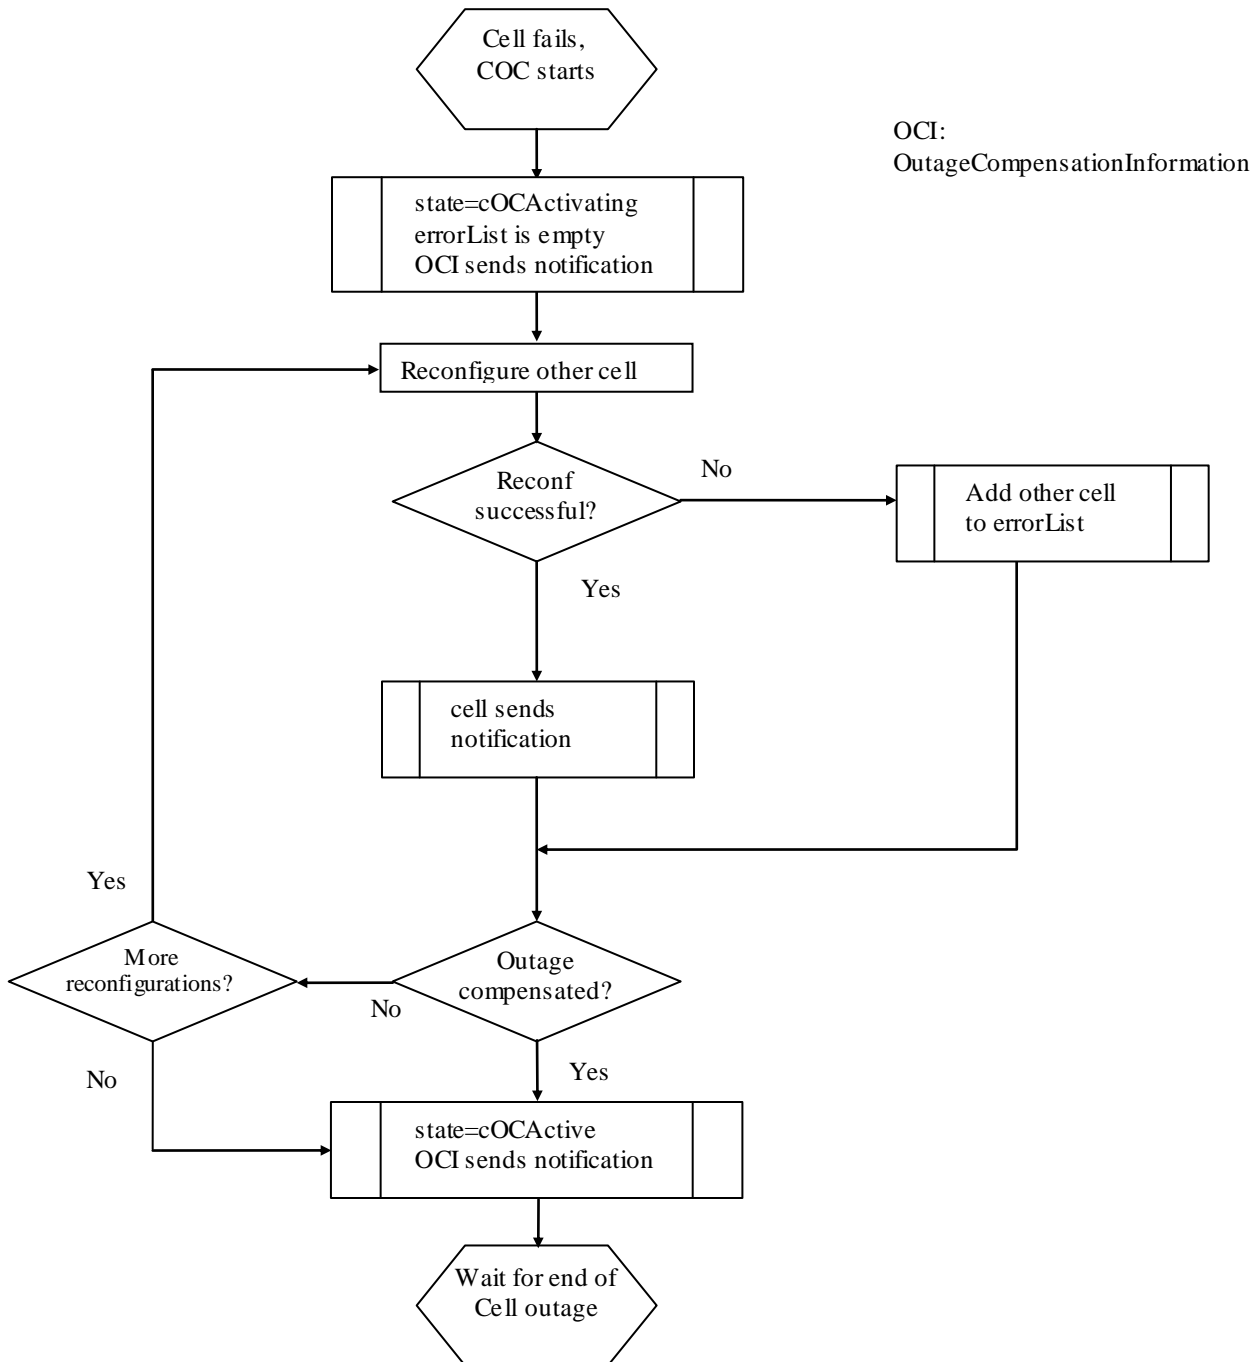 Cell fails,
COC starts
OCI:
OutageCompensationInformation
state=cOCActivating
errorList is empty
OCI sends notification
Reconfigure other cell
Reconf
successful?
No
Add other cell
to errorList
Yes
cell sends
notification
Yes
More
reconfigurations?
Outage
compensated?
No
No
Yes
state=cOCActive
OCI sends notification
Wait for end of
Cell outage